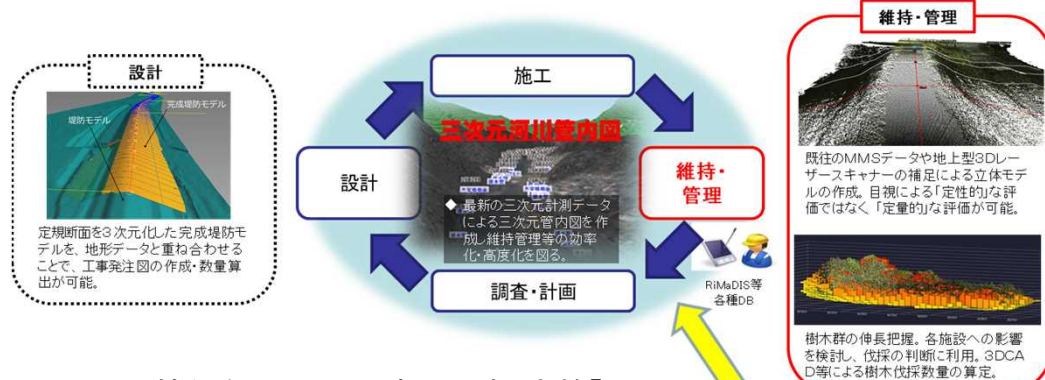 設計
堤防モデル
完成堤防モデル
定規断面を3次元化した完成堤防モ
デルを、地形データと重ね合わせる
ことで、工事発注図の作成・数量算
出が可能。
施工
三次元河川管内図
設計
維持・
管理
◆ 最新の三次元計測データ
による三次元管内図を作
成し維持管理等の効率
化・高度化を図る。
調査・計画
RiMaDIS等
各種DB
維持・管理
既往のMMSデータや地上型3Dレー
ザースキャナーの補足による立体モデ
ルの作成。目視による「定性的」な評
価ではなく「定量的」な評価が可能。
樹木群の伸長把握。各施設への影響
を検討し、伐採の判断に利用。3DCA
D等による樹木伐採数量の算定。